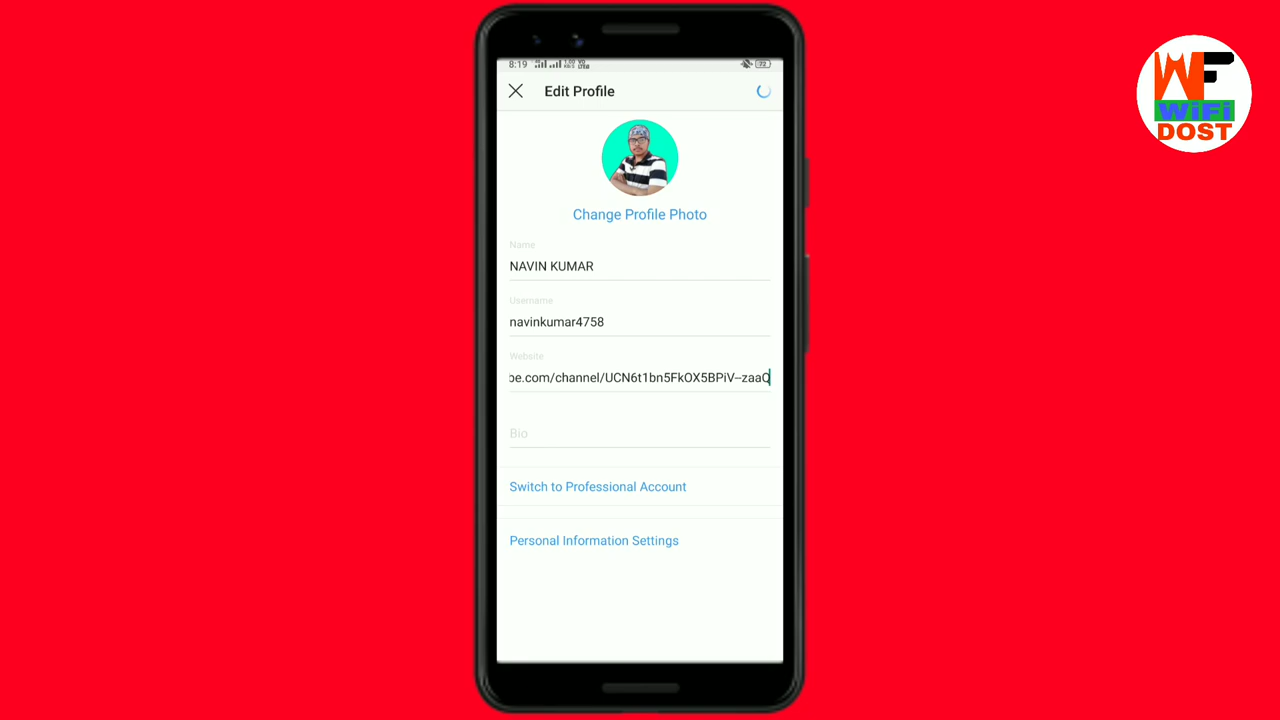 8:19
72
Edit Profile
Change Profile Photo
Name
NAVIN KUMAR
Username
navinkumar4758
Website
be.com/channel/UCN6t1bn5FkOX5BPiV--zaaQ
Bio
Switch to Professional Account
Personal Information Settings
WF
WiFi
DOST